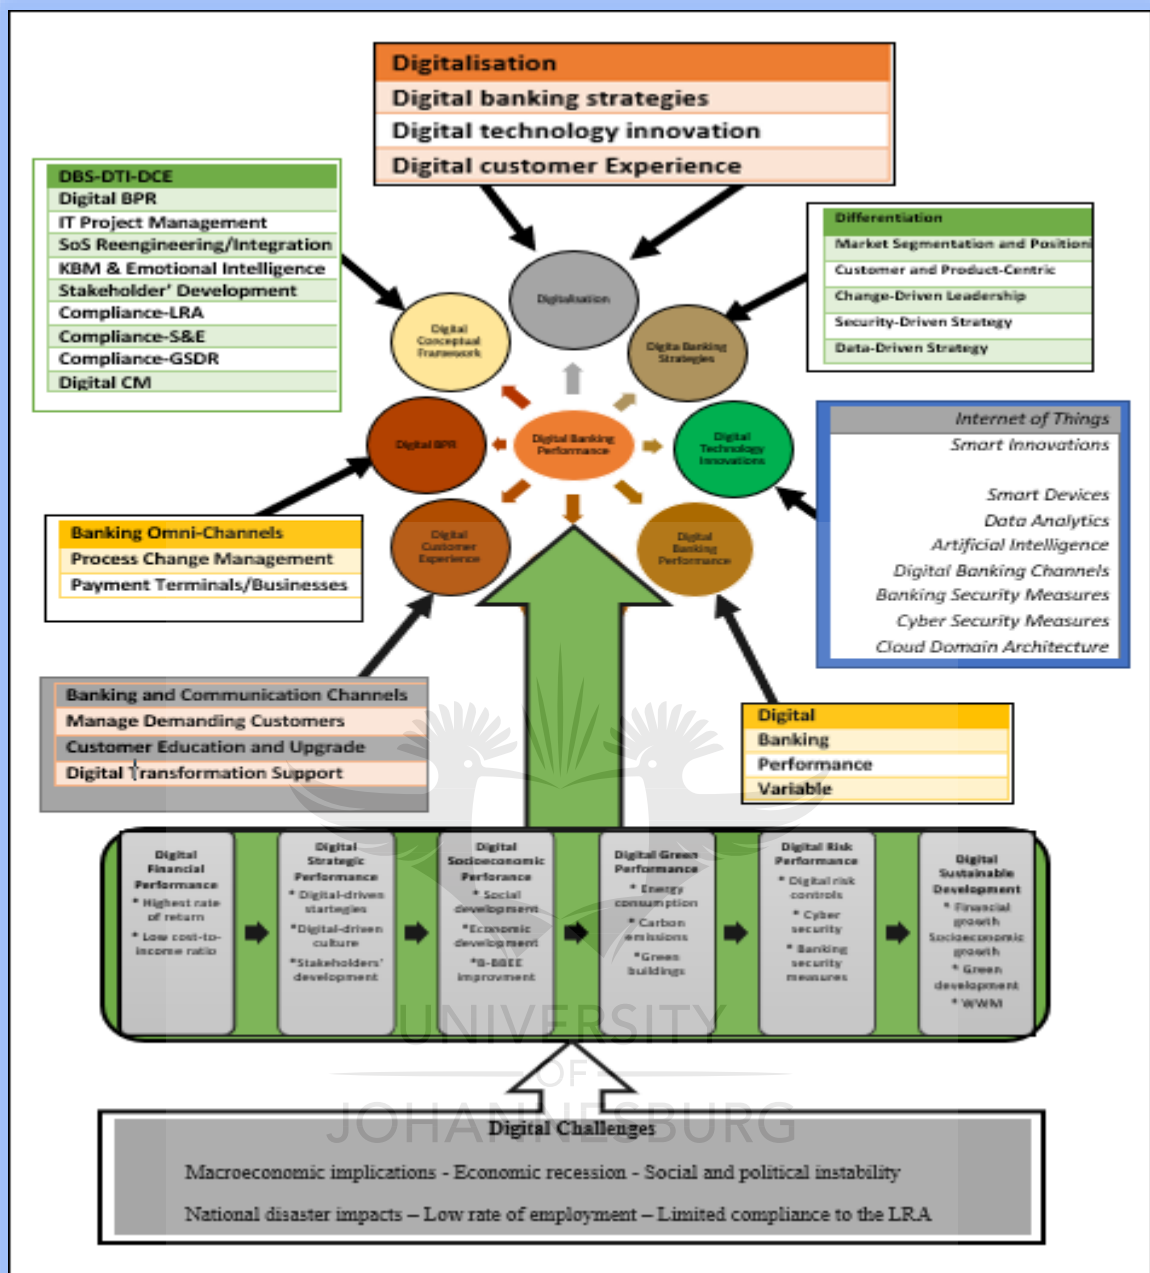 Digitalisation
Digital banking strategies
Digital technology innovation
Digital customer Experience
DBS-DTI-DCE
Digital BPR
IT Project Management
SoS Reengineering/Integration
KBM & Emotional Intelligence
Stakeholder' Development
Compliance-LRA
Compliance-S&E
Compliance-GSDR
Digital CM
Differentiation
Market Segmentation and Positioni
Customer and Product-Centric
Change-Driven Leadership
Security-Driven Strategy
Data-Driven Strategy
Digitalisation
Digital
Conceptual
Framework
Digita Banking
Strategies
Digital BPR
Digital Banking
Performance
Digital
Technology
Innovations
Digital
Customer
Experience
Digital
Banking
Performance
Internet of Things
Smart Innovations
Smart Devices
Data Analytics
Artificial Intelligence
Digital Banking Channels
Banking Security Measures
Cyber Security Measures
Cloud Domain Architecture
Banking Omni-Channels
Process Change Management
Payment Terminals/Businesses
Banking and Communication Channels
Manage Demanding Customers
Customer Education and Upgrade
Digital Transformation Support
Digital
Banking
Performance
Variable
Digital
Financial
Performance
* Highest rate
of return
* Low cost-to-
income ratio
Digital
Strategic
Performance
* Digital-driven
startegies
*Digital-driven
culture
*Stakeholders'
development
Digital
Socioeconomic
Perforance
* Social
development
*Economic
development
*B-BBEE
improvment
Digital Green
Performance
* Energy
consumption
* Carbon
emissions
*Green
buildings
Digital Risk
Performance
* Digital risk
controls
* Cyber
security
* Banking
security
measures
Digital
Sustainable
Development
* Financial
growth
Socioeconomic
growth
* Green
development
* WWM
UNIVERSITY
OF
JOHANNESBURG
Digital Challenges
Macroeconomic implications - Economic recession - Social and political instability
National disaster impacts – Low rate of employment – Limited compliance to the LRA